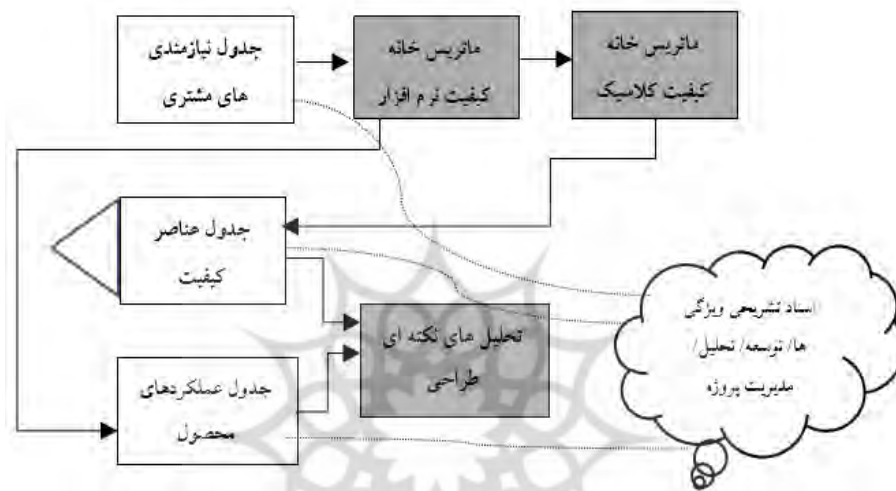 ماتریس خانه
کیفیت کلاسیک
ماتریس خانه
کیفیت نرم افزار
جدول نیازمندی
های مشتری
جدول عناصر
کیفیت
تحلیل های نکته ای
طراحی
جدول عملکردهای
محصول
اسناد تشریحی ویژگی
ها/ توسعه/ تحلیل/
مدیریت پروژه